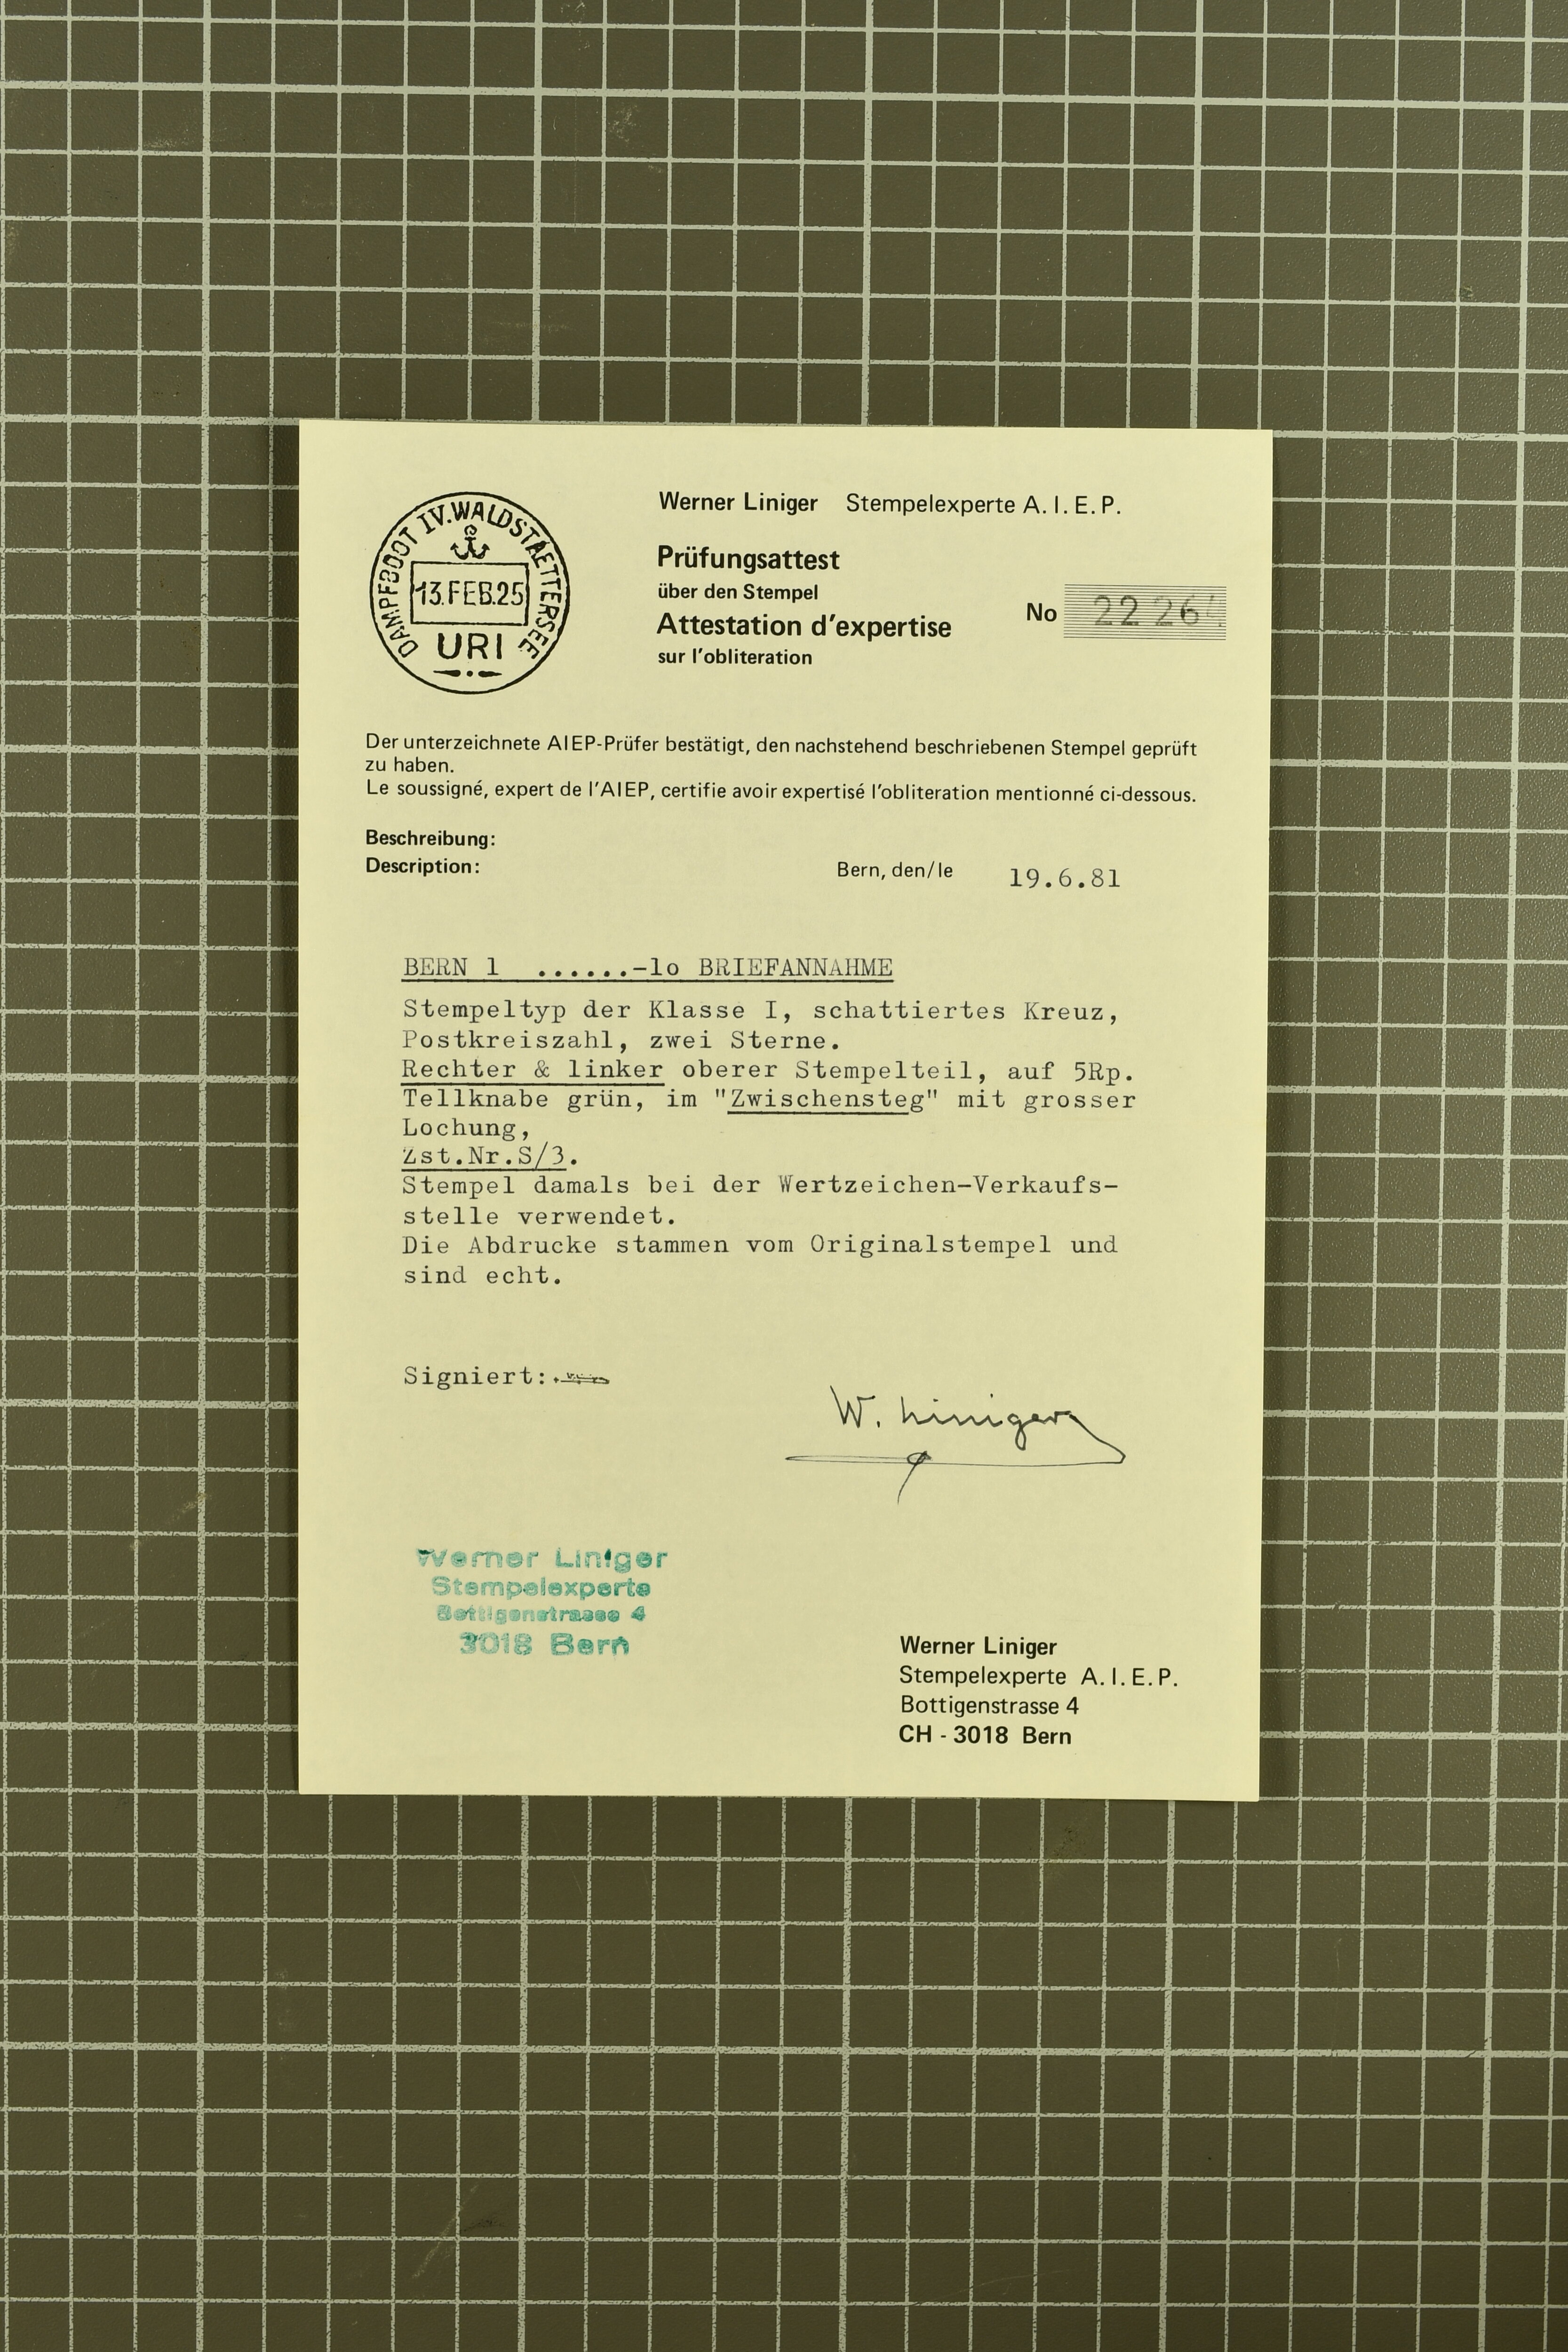 DAMPFBOOT IV. WALDSTAETTERSEE
13.FEB.25
URI
Werner Liniger Stempelexperte A. I. E. P.
Prüfungsattest
über den Stempel
Attestation d'expertise
sur l'obliteration
No
Der unterzeichnete AIEP-Prüfer bestätigt, den nachstehend beschriebenen Stempel geprüft
zu haben.
Le soussigné, expert de l'AIEP, certifie avoir expertisé l'obliteration mentionné ci-dessous.
Beschreibung:
Description:
Bern, den/le 19.6.81
BERN 1 ......-lo BRIEFANNAHME
Stempeltyp der Klasse I, schattiertes Kreuz,
Postkreiszahl, zwei Sterne.
Rechter & linker oberer Stempelteil, auf 5Rp.
Tellknabe grün, im "Zwischensteg" mit grosser
Lochung,
Zst.Nr.S/3.
Stempel damals bei der Wertzeichen-Verkaufs-
stelle verwendet.
Die Abdrucke stammen vom Originalstempel und
sind echt.
Signiert:
W. Liniger
Werner Liniger
Stempelexperte
Bottigenstrasse 4
3018 Bern
Werner Liniger
Stempelexperte A. I. E. P.
Bottigenstrasse 4
CH - 3018 Bern